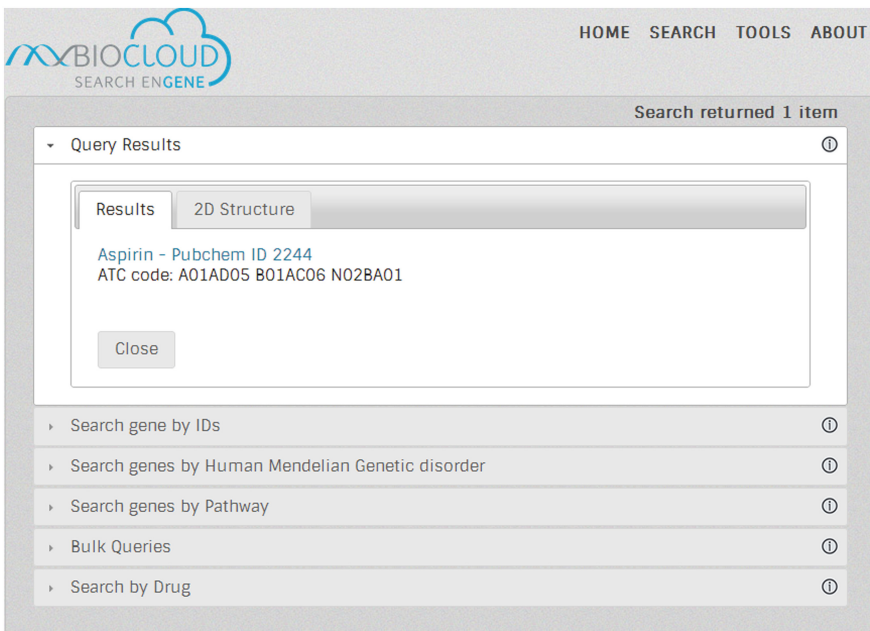 BIOCLOUD
SEARCH ENGENE
HOME SEARCH TOOLS ABOUT
Search returned 1 item
Query Results
Results 2D Structure
Aspirin - Pubchem ID 2244
ATC code: A01AD05 B01AC06 N02BA01
Close
Search gene by IDs
Search genes by Human Mendelian Genetic disorder
Search genes by Pathway
Bulk Queries
Search by Drug